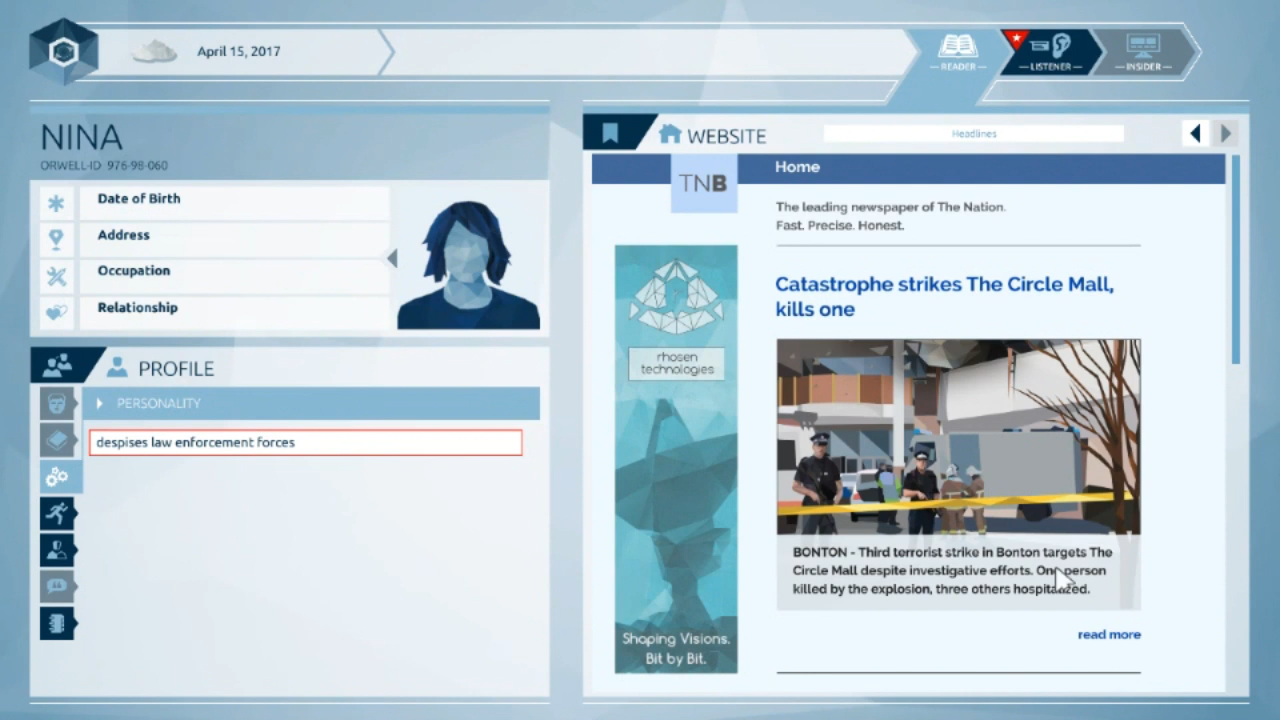 April 15, 2017
— READER —
— LISTENER —
— INSIDER —
NINA
ORWELL-ID 976-98-060
Date of Birth
Address
Occupation
Relationship
PROFILE
PERSONALITY
despises law enforcement forces
WEBSITE
Headlines
TNB
Home
The leading newspaper of The Nation.
Fast. Precise. Honest.
rhosen
technologies
Shaping Visions.
Bit by Bit.
Catastrophe strikes The Circle Mall,
kills one
BONTON - Third terrorist strike in Bonton targets The
Circle Mall despite investigative efforts. One person
killed by the explosion, three others hospitalized.
read more